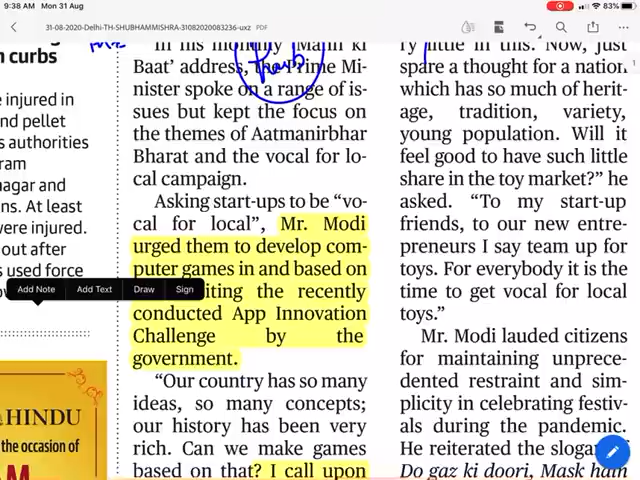 9:38 AM Mon 31 Aug
83%
31-08-2020-Delhi-TH-SHUBHAMMISHRA-31082020083236-uxz PDF
1
n curbs
e injured in
nd pellet
s authorities
ram
nagar and
ns. At least
were injured.
out after
s used force
Add Note
Add Text
Draw
Sign
HINDU
the occasion of
In his monthly 'Mann ki
Baat' address, the Prime Mi-
nister spoke on a range of is-
sues but kept the focus on
the themes of Aatmanirbhar
Bharat and the vocal for lo-
cal campaign.
Asking start-ups to be "vo-
cal for local", Mr. Modi
urged them to develop com-
puter games in and based on
iting the recently
conducted App Innovation
Challenge by the
government.
"Our country has so many
ideas, so many concepts;
our history has been very
rich. Can we make games
based on that? I call upon
ry little in this. Now, just
spare a thought for a nation
which has so much of herit-
age, tradition, variety,
young population. Will it
feel good to have such little
share in the toy market?" he
asked. "To my start-up
friends, to our new entre-
preneurs I say team up for
toys. For everybody it is the
time to get vocal for local
toys."
Mr. Modi lauded citizens
for maintaining unprece-
dented restraint and sim-
plicity in celebrating festiv-
als during the pandemic.
He reiterated the slogan
Do gaz ki doori, Mask hain